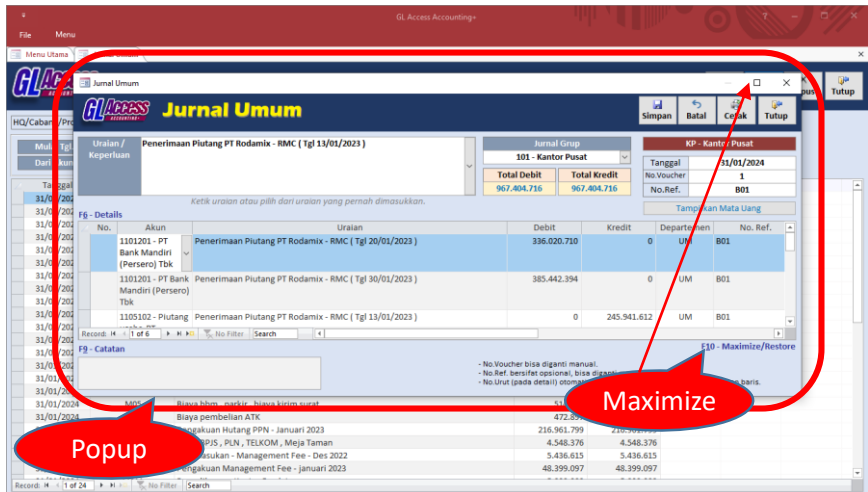 GL Access Accounting+
File Menu
Menu Utama
HQ/Cabang/Pro
Mulai Tgl
Dari Akun
Tanggal
31/01/202
Jurnal Umum
GL Access
ACCOUNTING+
Jurnal Umum
Simpan Batal Cetak Tutup
Tutup
Uraian / Keperluan
Penerimaan Piutang PT Rodamix - RMC ( Tgl 13/01/2023 )
Ketik uraian atau pilih dari uraian yang pernah dimasukkan.
Jurnal Grup
101 - Kantor Pusat
Total Debit Total Kredit
967.404.716 967.404.716
KP - Kantor Pusat
Tanggal 31/01/2024
No.Voucher 1
No.Ref. B01
Tampilkan Mata Uang
F6 - Details
No. Akun Uraian Debit Kredit Departemen No. Ref.
1101201 - PT Bank Mandiri (Persero) Tbk Penerimaan Piutang PT Rodamix - RMC ( Tgl 20/01/2023 ) 336.020.710 0 UM B01
1101201 - PT Bank Mandiri (Persero) Tbk Penerimaan Piutang PT Rodamix - RMC ( Tgl 30/01/2023 ) 385.442.394 0 UM B01
1105102 - Piutang Penerimaan Piutang PT Rodamix - RMC ( Tgl 13/01/2023 ) 0 245.941.612 UM B01
Record: 1 of 6 No Filter Search
F9 - Catatan
F10 - Maximize/Restore
- No.Voucher bisa diganti manual.
- No.Ref. bersifat opsional, bisa
- No.Urut (pada detail)
baris.
Maximize
Popup
31/01/2024 M05 Biaya bbm , parkir , biaya kirim surat
31/01/2024 Biaya pembelian ATK
Pengakuan Hutang PPN - Januari 2023 216.961.799
BPJS , PLN , TELKOM , Meja Taman 4.548.376 4.548.376
- Management Fee - Des 2022 5.436.615 5.436.615
Pengakuan Management Fee - januari 2023 48.399.097 48.399.097
Record: 1 of 24 No Filter Search